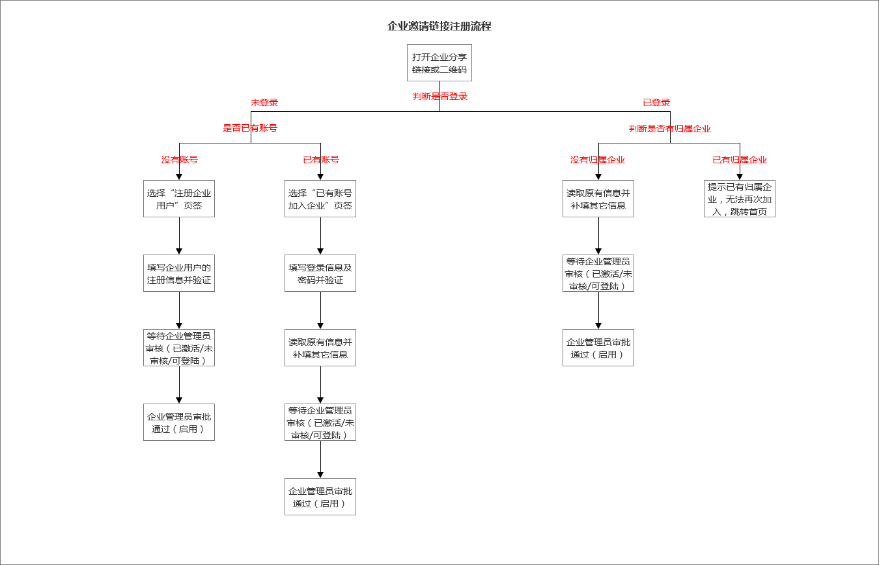 企业邀请链接注册流程
打开企业分享
链接或二维码
判断是否登录
未登录
已登录
是否已有账号
判断是否有归属企业
没有账号
已有账号
没有归属企业
已有归属企业
选择“注册企业
用户”页签
选择“已有账号
加入企业”页签
读取原有信息并
补填其它信息
提示已有归属企
业，无法再次加
入，跳转首页
填写企业用户的
注册信息并验证
填写登录信息及
密码并验证
等待企业管理员
审核（已激活/未
审核/可登陆）
等待企业管理员
审核（已激活/未
审核/可登陆）
读取原有信息并
补填其它信息
企业管理员审批
通过（启用）
企业管理员审批
通过（启用）
等待企业管理员
审核（已激活/未
审核/可登陆）
企业管理员审批
通过（启用）